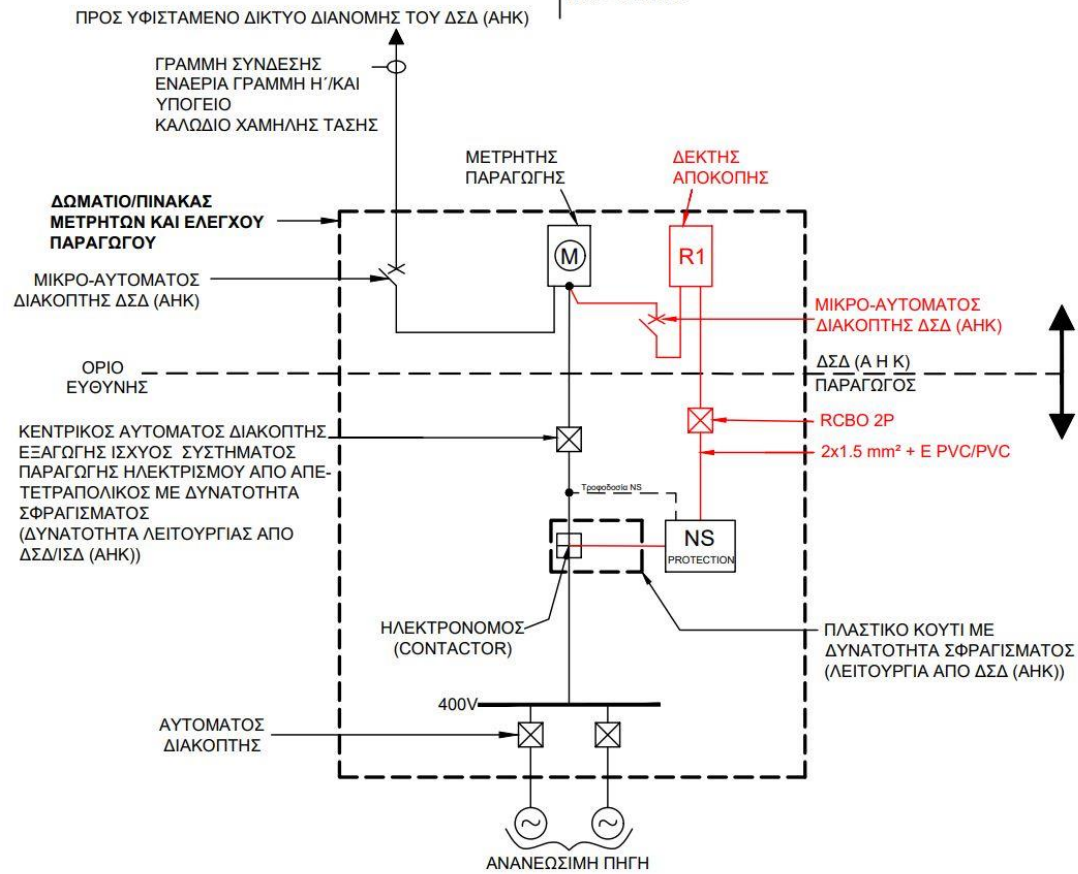 ΠΡΟΣ ΥΦΙΣΤΑΜΕΝΟ ΔΙΚΤΥΟ ΔΙΑΝΟΜΗΣ ΤΟΥ ΔΣΔ (ΑΗΚ)
ΓΡΑΜΜΗ ΣΥΝΔΕΣΗΣ
ΕΝΑΕΡΙΑ ΓΡΑΜΜΗ Η΄/ΚΑΙ
ΥΠΟΓΕΙΟ
ΚΑΛΩΔΙΟ ΧΑΜΗΛΗΣ ΤΑΣΗΣ
ΜΕΤΡΗΤΗΣ
ΠΑΡΑΓΩΓΗΣ
ΔΕΚΤΗΣ
ΑΠΟΚΟΠΗΣ
ΔΩΜΑΤΙΟ/ΠΙΝΑΚΑΣ
ΜΕΤΡΗΤΩΝ ΚΑΙ ΕΛΕΓΧΟΥ
ΠΑΡΑΓΩΓΟΥ
M
R1
ΜΙΚΡΟ-ΑΥΤΟΜΑΤΟΣ
ΔΙΑΚΟΠΤΗΣ ΔΣΔ (ΑΗΚ)
ΜΙΚΡΟ-ΑΥΤΟΜΑΤΟΣ
ΔΙΑΚΟΠΤΗΣ ΔΣΔ (ΑΗΚ)
ΟΡΙΟ
ΕΥΘΥΝΗΣ
ΔΣΔ (Α Η Κ)
ΠΑΡΑΓΩΓΟΣ
RCBO 2P
2x1.5 mm² + E PVC/PVC
ΚΕΝΤΡΙΚΟΣ ΑΥΤΟΜΑΤΟΣ ΔΙΑΚΟΠΤΗΣ
ΕΞΑΓΩΓΗΣ ΙΣΧΥΟΣ ΣΥΣΤΗΜΑΤΟΣ
ΠΑΡΑΓΩΓΗΣ ΗΛΕΚΤΡΙΣΜΟΥ ΑΠΟ ΑΠΕ-
ΤΕΤΡΑΠΟΛΙΚΟΣ ΜΕ ΔΥΝΑΤΟΤΗΤΑ
ΣΦΡΑΓΙΣΜΑΤΟΣ
(ΔΥΝΑΤΟΤΗΤΑ ΛΕΙΤΟΥΡΓΙΑΣ ΑΠΟ
ΔΣΔ/ΙΣΔ (ΑΗΚ))
Τροφοδοσία NS
NS
PROTECTION
ΗΛΕΚΤΡΟΝΟΜΟΣ
(CONTACTOR)
ΠΛΑΣΤΙΚΟ ΚΟΥΤΙ ΜΕ
ΔΥΝΑΤΟΤΗΤΑ ΣΦΡΑΓΙΣΜΑΤΟΣ
(ΛΕΙΤΟΥΡΓΙΑ ΑΠΟ ΔΣΔ (ΑΗΚ))
400V
ΑΥΤΟΜΑΤΟΣ
ΔΙΑΚΟΠΤΗΣ
ΑΝΑΝΕΩΣΙΜΗ ΠΗΓΗ